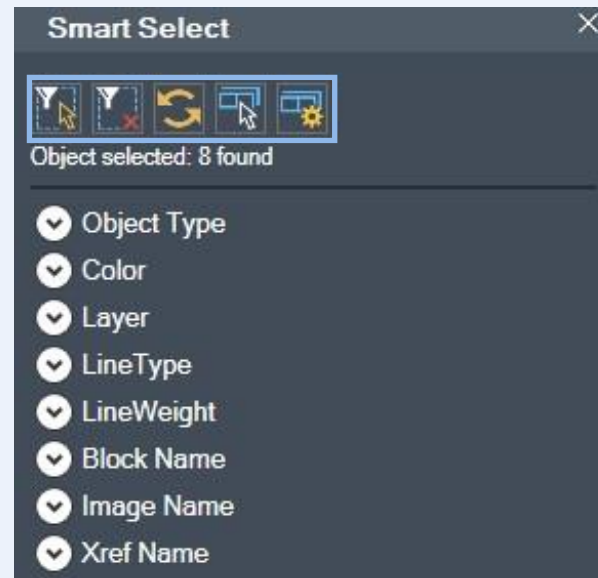 Smart Select
Object selected: 8 found
Object Type
Color
Layer
LineType
LineWeight
Block Name
Image Name
Xref Name